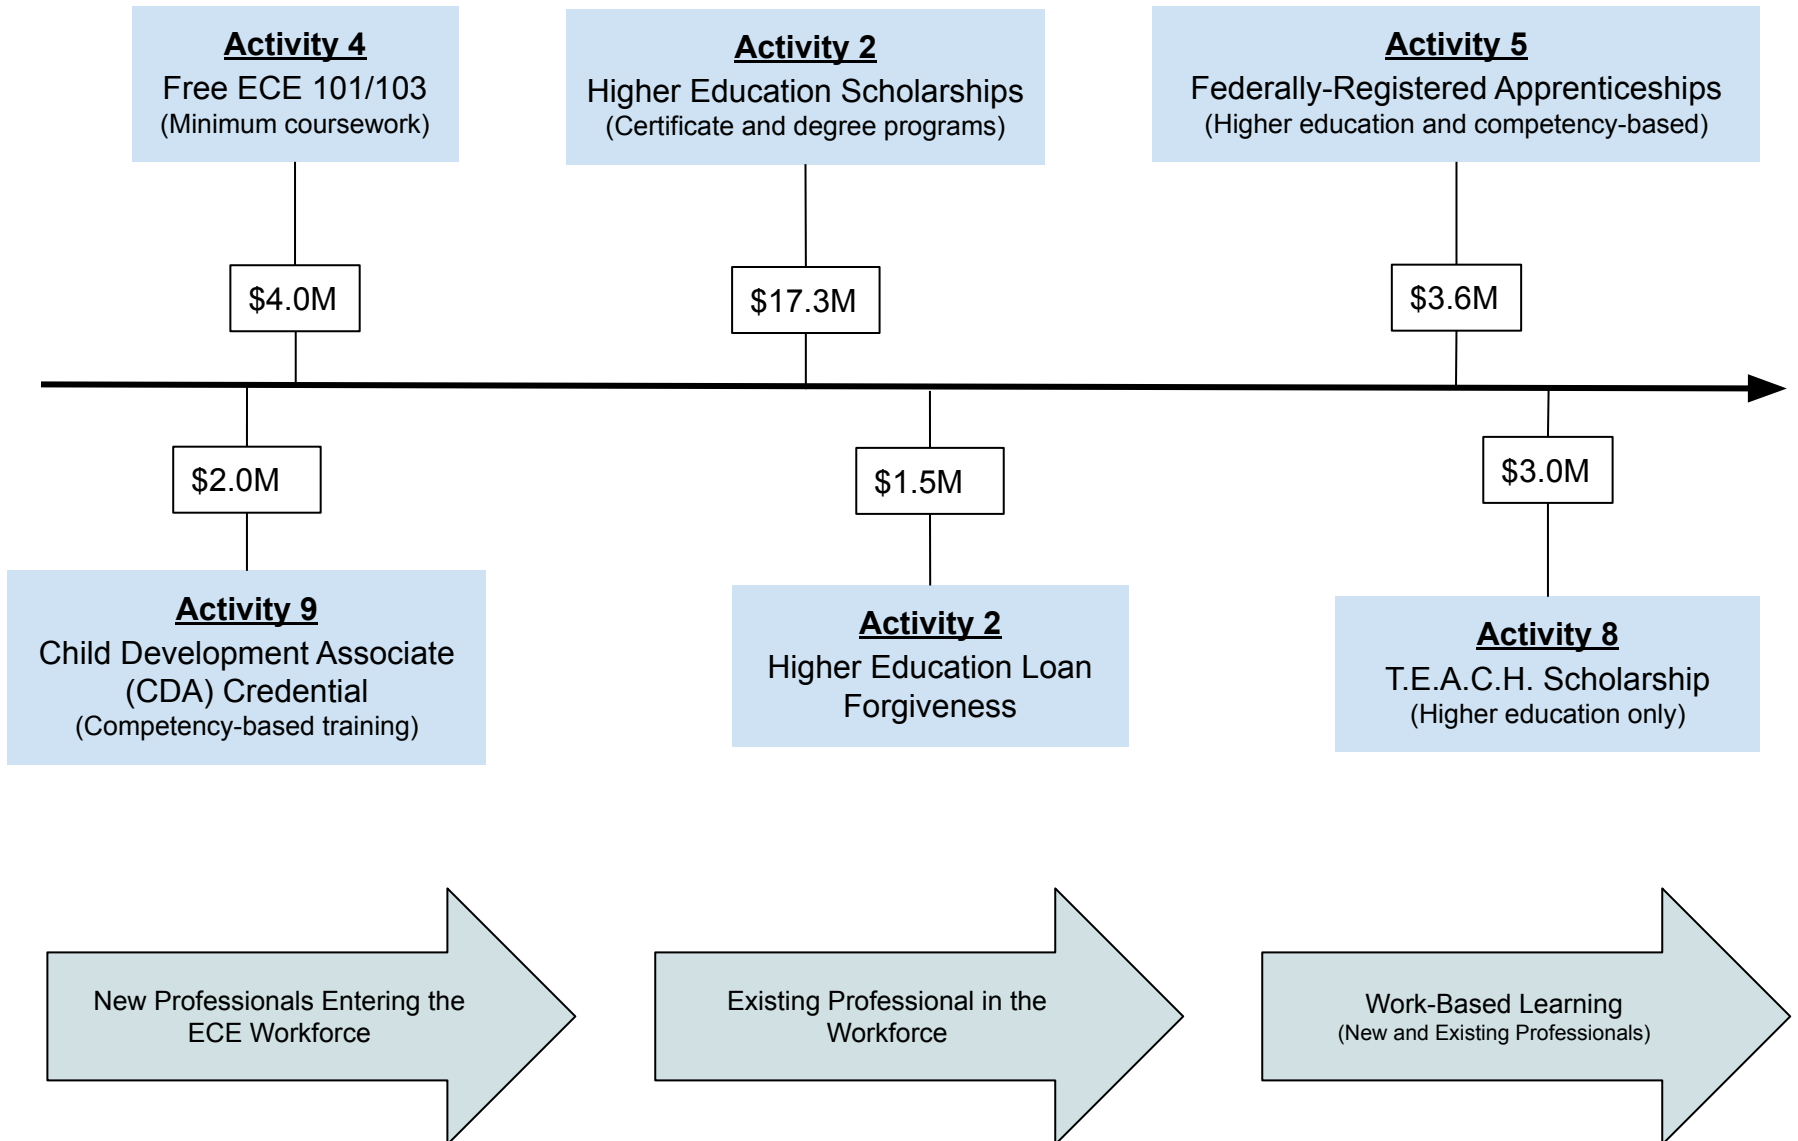 Activity 4
Free ECE 101/103
(Minimum coursework)
Activity 2
Higher Education Scholarships
(Certificate and degree programs)
Activity 5
Federally-Registered Apprenticeships
(Higher education and competency-based)
$4.0M
$17.3M
$3.6M
$2.0M
$1.5M
$3.0M
Activity 9
Child Development Associate
(CDA) Credential
(Competency-based training)
Activity 2
Higher Education Loan
Forgiveness
Activity 8
T.E.A.C.H. Scholarship
(Higher education only)
New Professionals Entering the
ECE Workforce
Existing Professional in the
Workforce
Work-Based Learning
(New and Existing Professionals)